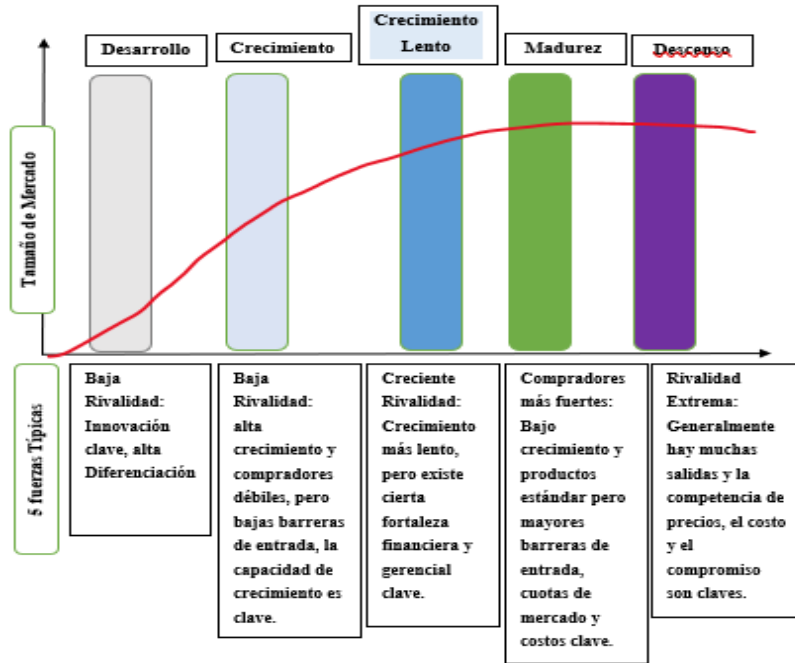 Desarrollo
Crecimiento
Crecimiento
Lento
Madurez
Descenso
Tamaño de Mercado
5 fuerzas Típicas
Baja
Rivalidad:
Innovación
clave, alta
Diferenciación
Baja
Rivalidad:
alta
crecimiento y
compradores
débiles, pero
bajas barreras
de entrada, la
capacidad de
crecimiento es
clave.
Creciente
Rivalidad:
Crecimiento
más lento,
pero existe
cierta
fortaleza
financiera y
gerencial
clave.
Compradores
más fuertes:
Bajo
crecimiento y
productos
estándar pero
mayores
barreras de
entrada,
cuotas de
mercado y
costos clave.
Rivalidad
Extrema:
Generalmente
hay muchas
salidas y la
competencia de
precios, el costo
y el
compromiso
son claves.